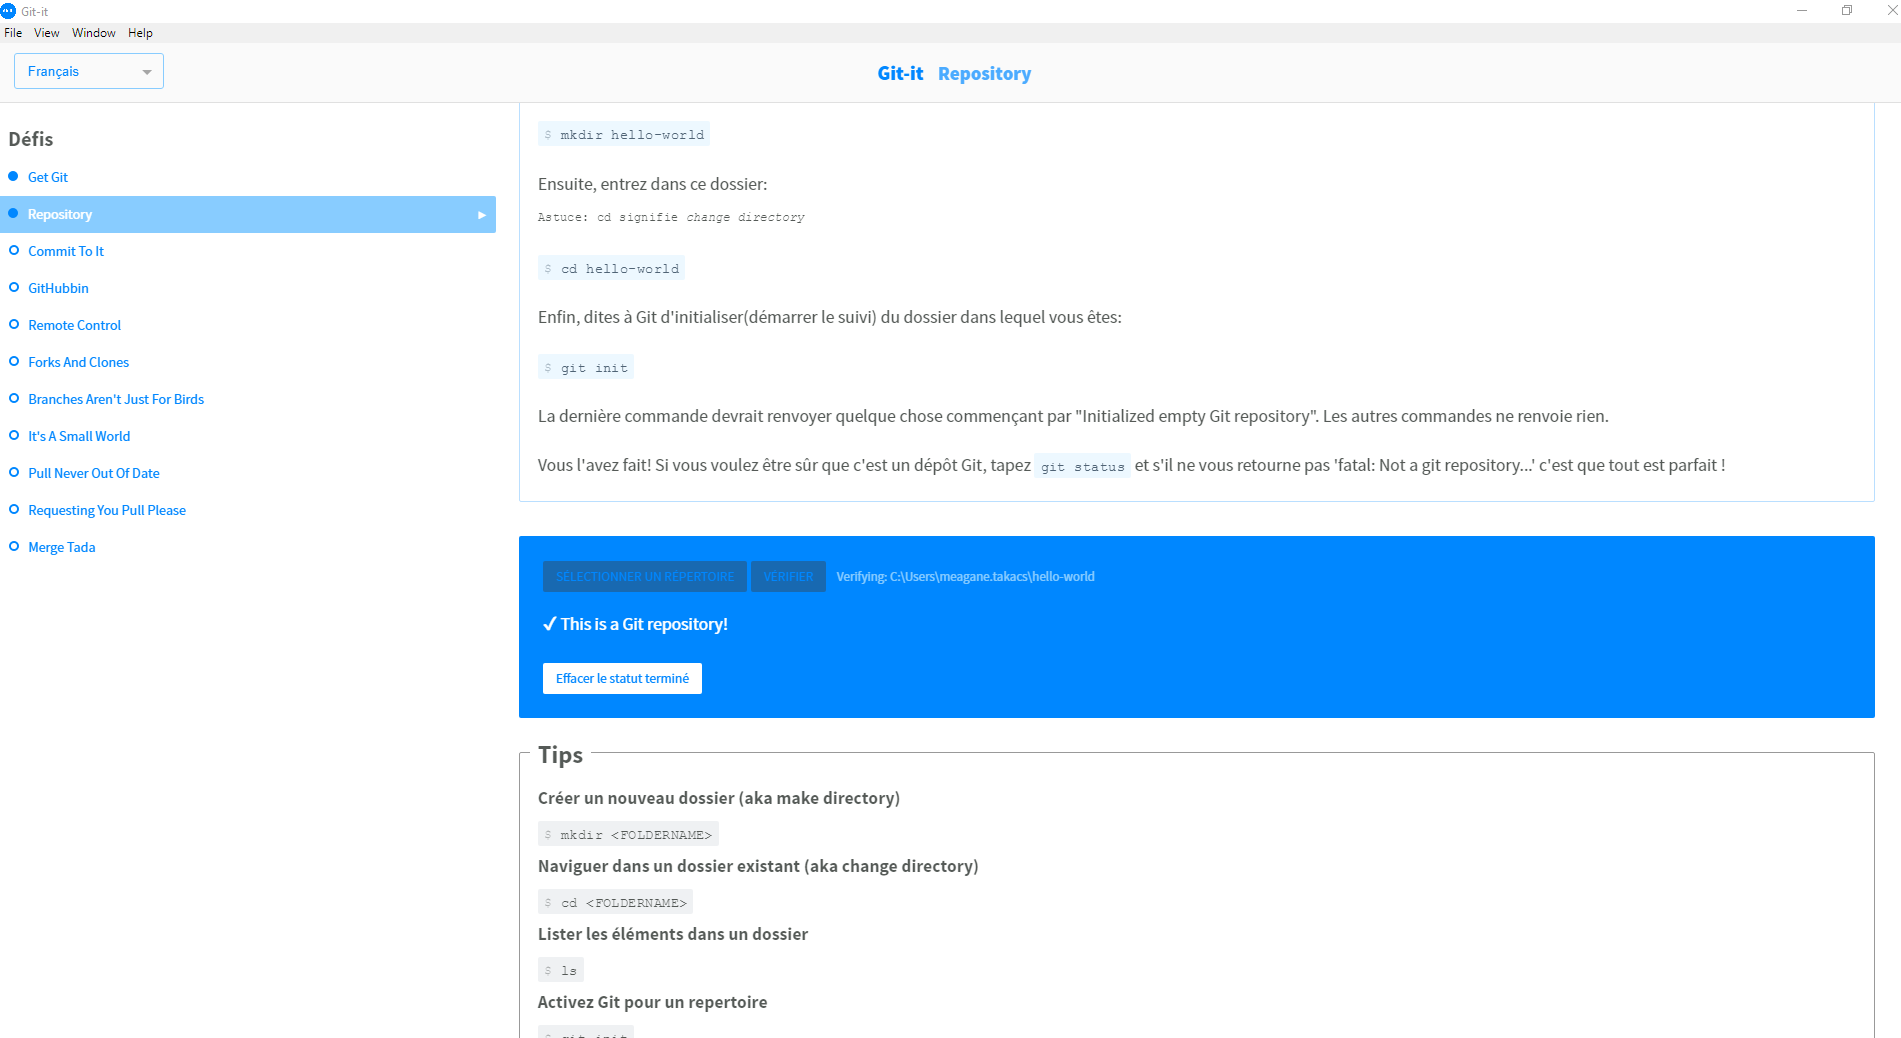 Git-it
File View Window Help
Français
Git-it Repository
Défis
Get Git
Repository
Commit To It
GitHubbin
Remote Control
Forks And Clones
Branches Aren't Just For Birds
It's A Small World
Pull Never Out Of Date
Requesting You Pull Please
Merge Tada
$ mkdir hello-world
Ensuite, entrez dans ce dossier:
Astuce: cd signifie change directory
$ cd hello-world
Enfin, dites à Git d'initialiser(démarrer le suivi) du dossier dans lequel vous êtes:
$ git init
La dernière commande devrait renvoyer quelque chose commençant par "Initialized empty Git repository". Les autres commandes ne renvoie rien.
Vous l'avez fait! Si vous voulez être sûr que c'est un dépôt Git, tapez git status et s'il ne vous retourne pas 'fatal: Not a git repository...' c'est que tout est parfait !
SÉLECTIONNER UN RÉPERTOIRE VÉRIFIER Verifying: C:\Users\meagane.takacs\hello-world
✓ This is a Git repository!
Effacer le statut terminé
Tips
Créer un nouveau dossier (aka make directory)
$ mkdir <FOLDERNAME>
Naviguer dans un dossier existant (aka change directory)
$ cd <FOLDERNAME>
Lister les éléments dans un dossier
$ ls
Activez Git pour un repertoire
$ git init